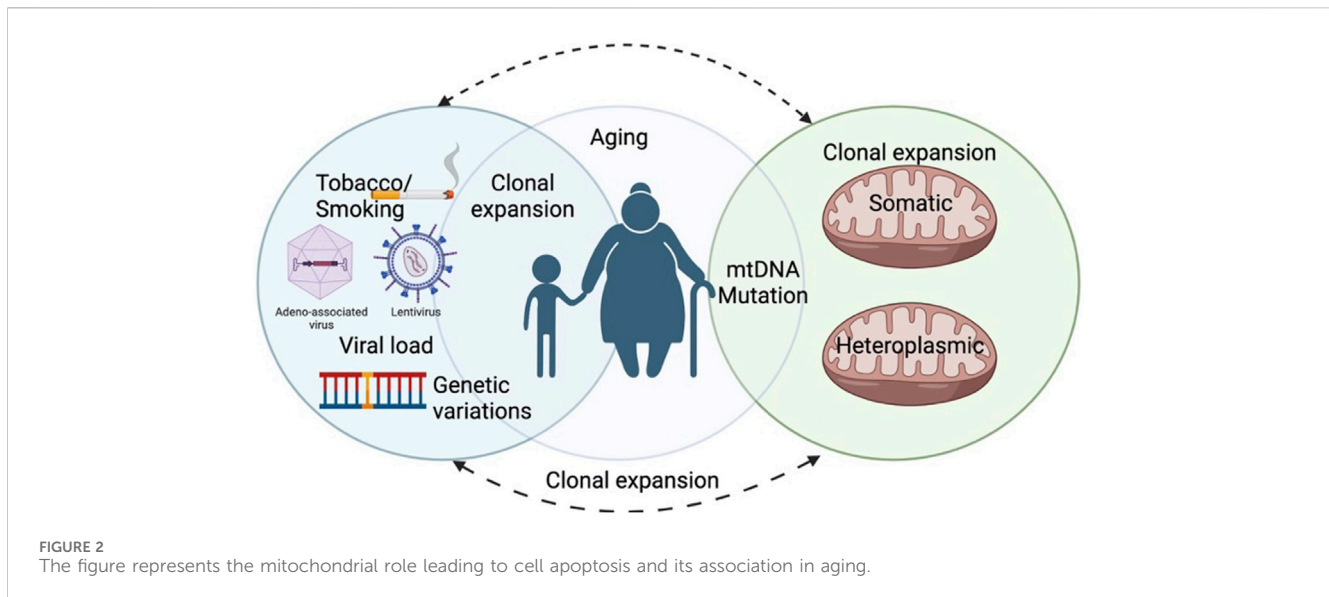 Aging
Clonal expansion
Tobacco/
Smoking
Clonal
expansion
Somatic
mtDNA
Mutation
Adeno-associated
virus
Lentivirus
Viral load
Heteroplasmic
Genetic
variations
Clonal expansion
FIGURE 2
The figure represents the mitochondrial role leading to cell apoptosis and its association in aging.